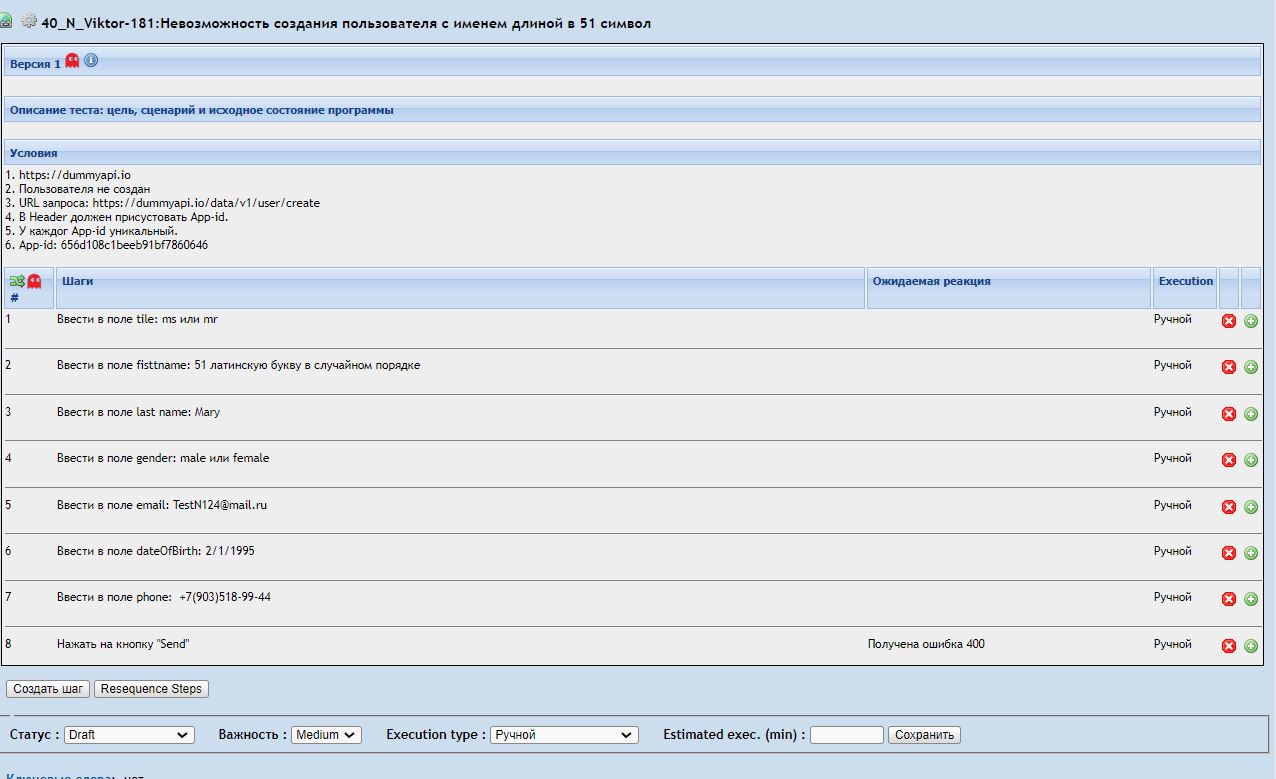 40_N_Viktor-181:Невозможность создания пользователя с именем длиной в 51 символ
Версия 1
Описание теста: цель, сценарий и исходное состояние программы
Условия
1. https://dummyapi.io
2. Пользователя не создан
3. URL запроса: https://dummyapi.io/data/v1/user/create
4. В Header должен присустовать App-id.
5. У каждог App-id уникальный.
6. App-id: 656d108c1beeb91bf7860646
# Шаги Ожидаемая реакция Execution
1 Ввести в поле tile: ms или mr Ручной
2 Ввести в поле fisttname: 51 латинскую букву в случайном порядке Ручной
3 Ввести в поле last name: Mary Ручной
4 Ввести в поле gender: male или female Ручной
5 Ввести в поле email: TestN124@mail.ru Ручной
6 Ввести в поле dateOfBirth: 2/1/1995 Ручной
7 Ввести в поле phone: +7(903)518-99-44 Ручной
8 Нажать на кнопку "Send" Получена ошибка 400 Ручной
Создать шаг Resequence Steps
Статус : Draft Важность : Medium Execution type : Ручной Estimated exec. (min) : Сохранить
Ключевые слова: нет